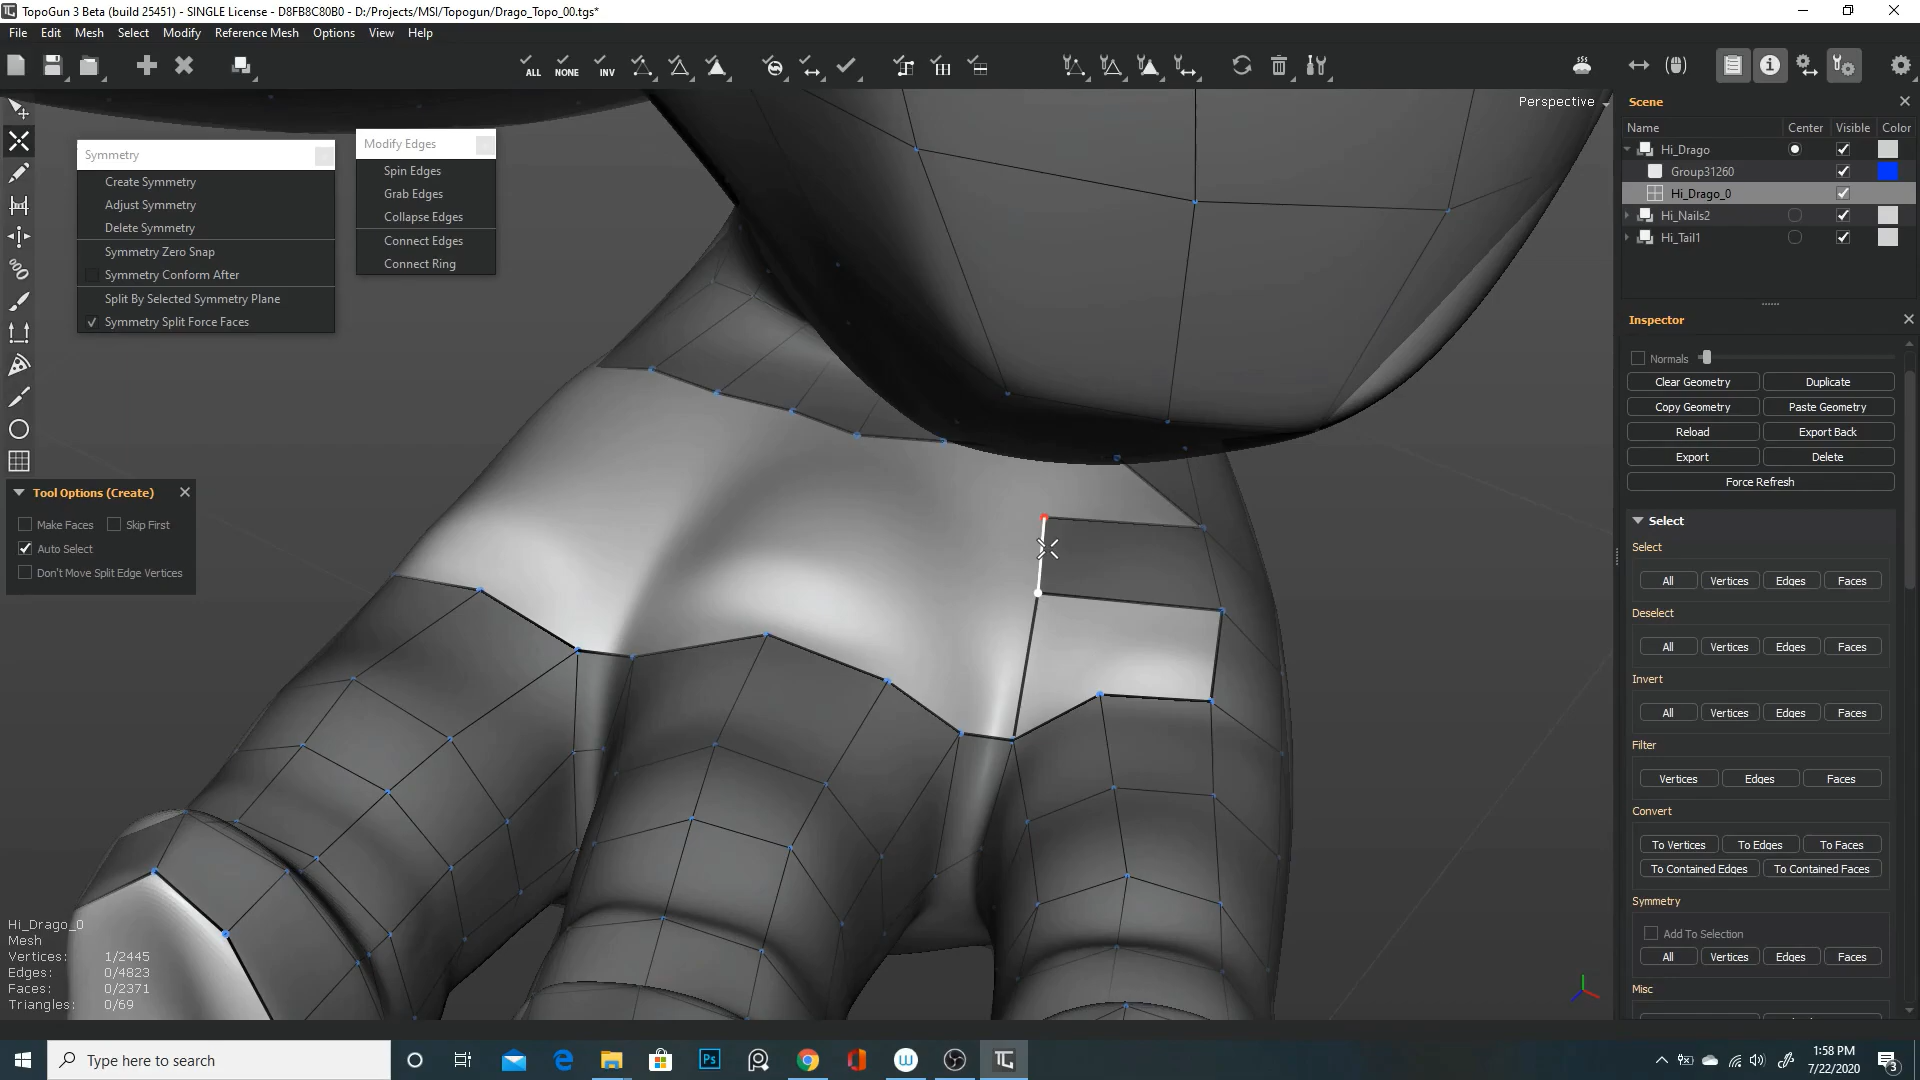 TopoGun 3 Beta (build 25451) - SINGLE License - D8FB8C80B0 - D:/Projects/MSI/Topogun/Drago_Topo_00.tgs*
File Edit Mesh Select Modify Reference Mesh Options View Help
ALL NONE INV
Perspective
Symmetry
Create Symmetry
Adjust Symmetry
Delete Symmetry
Symmetry Zero Snap
Symmetry Conform After
Split By Selected Symmetry Plane
Symmetry Split Force Faces
Modify Edges
Spin Edges
Grab Edges
Collapse Edges
Connect Edges
Connect Ring
Tool Options (Create)
Make Faces Skip First
Auto Select
Don't Move Split Edge Vertices
Hi_Drago_0
Mesh
Vertices: 1/2445
Edges: 0/4823
Faces: 0/2371
Triangles: 0/69
Scene
Name Center Visible Color
Hi_Drago
Group31260
Hi_Drago_0
Hi_Nails2
Hi_Tail1
Inspector
Normals
Clear Geometry Duplicate
Copy Geometry Paste Geometry
Reload Export Back
Export Delete
Force Refresh
Select
Select
All Vertices Edges Faces
Deselect
All Vertices Edges Faces
Invert
All Vertices Edges Faces
Filter
Vertices Edges Faces
Convert
To Vertices To Edges To Faces
To Contained Edges To Contained Faces
Symmetry
Add To Selection
All Vertices Edges Faces
Misc
Type here to search
Ps
1:58 PM
7/22/2020
3